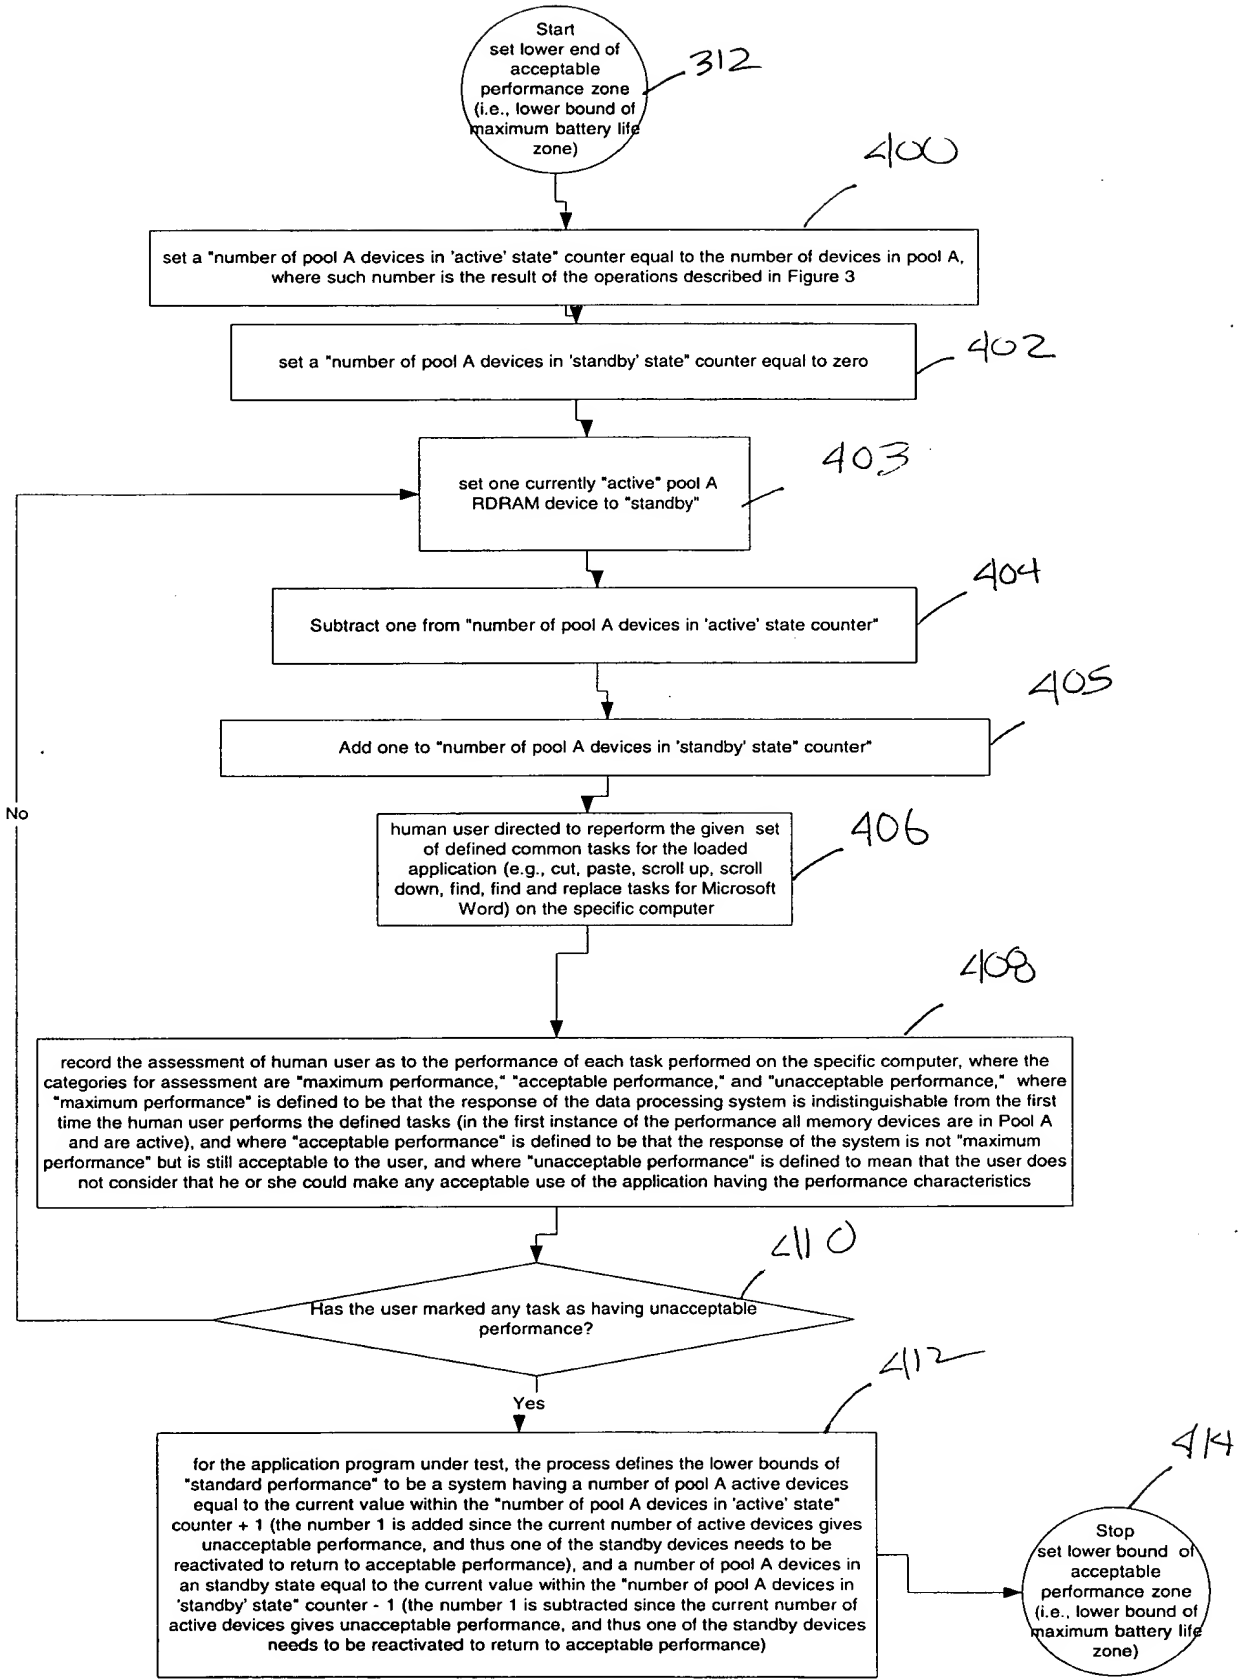 Start
set lower end of
acceptable
performance zone
(i.e., lower bound of
maximum battery life
zone)
312
400
set a "number of pool A devices in 'active' state" counter equal to the number of devices in pool A,
where such number is the result of the operations described in Figure 3
402
set a "number of pool A devices in 'standby' state" counter equal to zero
403
set one currently "active" pool A
RDRAM device to "standby"
404
Subtract one from "number of pool A devices in 'active' state counter"
405
Add one to "number of pool A devices in 'standby' state" counter"
No
406
human user directed to reperform the given set
of defined common tasks for the loaded
application (e.g., cut, paste, scroll up, scroll
down, find, find and replace tasks for Microsoft
Word) on the specific computer
408
record the assessment of human user as to the performance of each task performed on the specific computer, where the
categories for assessment are "maximum performance," "acceptable performance," and "unacceptable performance," where
"maximum performance" is defined to be that the response of the data processing system is indistinguishable from the first
time the human user performs the defined tasks (in the first instance of the performance all memory devices are in Pool A
and are active), and where "acceptable performance" is defined to be that the response of the system is not "maximum
performance" but is still acceptable to the user, and where "unacceptable performance" is defined to mean that the user does
not consider that he or she could make any acceptable use of the application having the performance characteristics
410
Has the user marked any task as having unacceptable
performance?
412
Yes
for the application program under test, the process defines the lower bounds of
"standard performance" to be a system having a number of pool A active devices
equal to the current value within the "number of pool A devices in 'active' state"
counter + 1 (the number 1 is added since the current number of active devices gives
unacceptable performance, and thus one of the standby devices needs to be
reactivated to return to acceptable performance), and a number of pool A devices in
an standby state equal to the current value within the "number of pool A devices in
'standby' state" counter - 1 (the number 1 is subtracted since the current number of
active devices gives unacceptable performance, and thus one of the standby devices
needs to be reactivated to return to acceptable performance)
414
Stop
set lower bound of
acceptable
performance zone
(i.e., lower bound of
maximum battery life
zone)